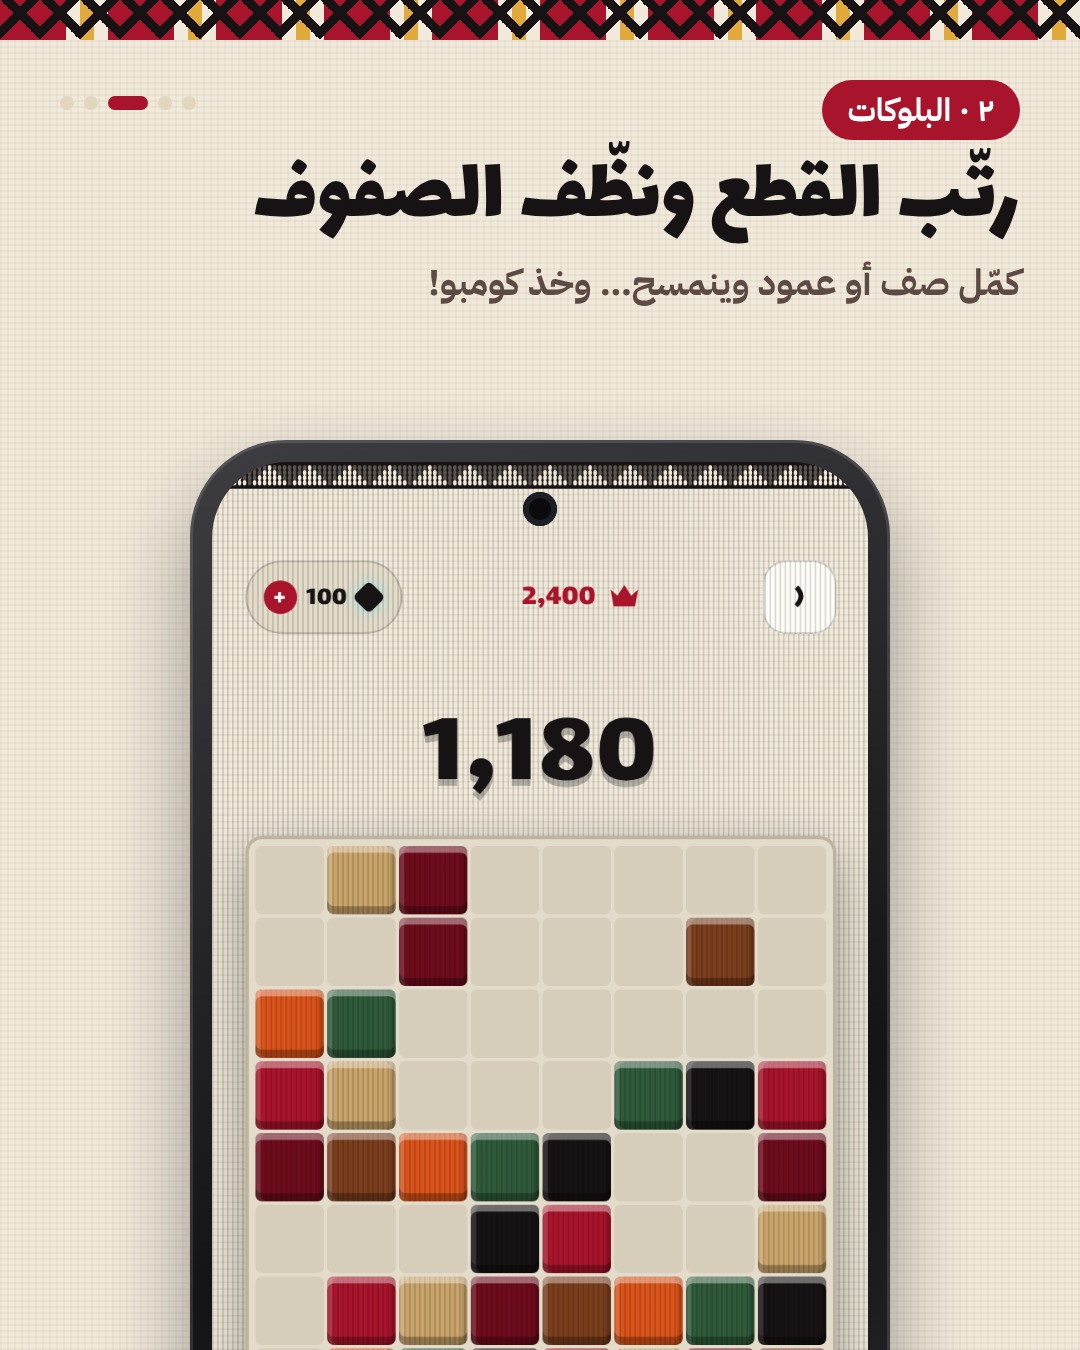 ٢ · البلوكات
رتّب القطع ونظّف الصفوف
كمّل صف أو عمود وينمسح... وخذ كومبو!
2,400
+ 100
1,180